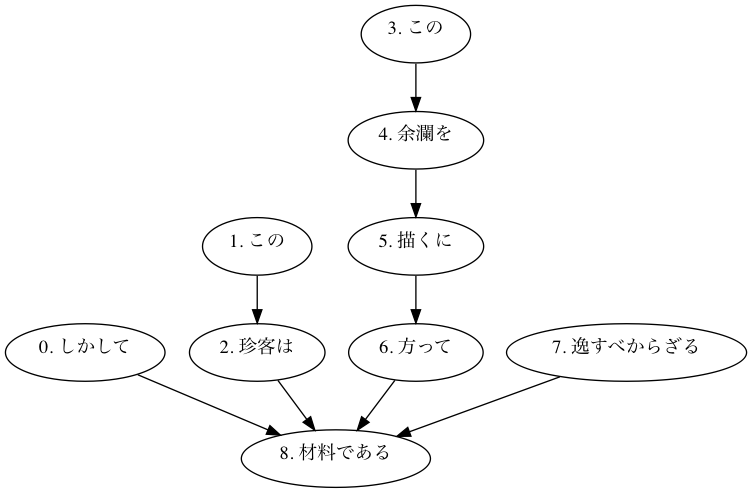 3. この
4. 余瀾を
1. この
5. 描くに
0. しかして
2. 珍客は
6. 方って
7. 逸すべからざる
8. 材料である